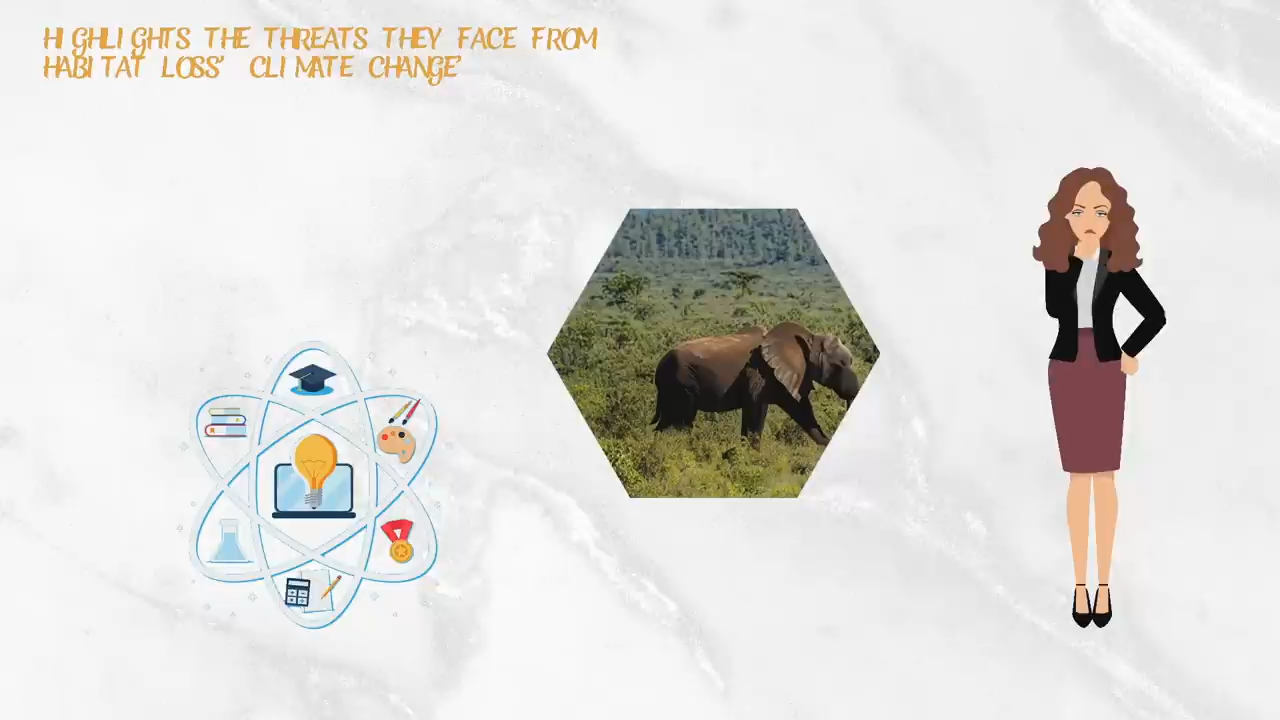 HIGHLIGHTS THE THREATS THEY FACE FROM
HABITAT LOSS' CLIMATE CHANGE'